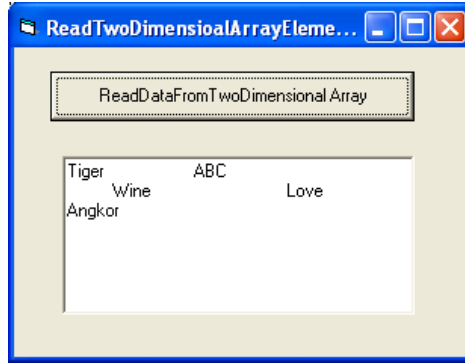 ReadTwoDimensioalArrayEleme...
ReadDataFromTwoDimensional Array
Tiger ABC
Wine Love
Angkor